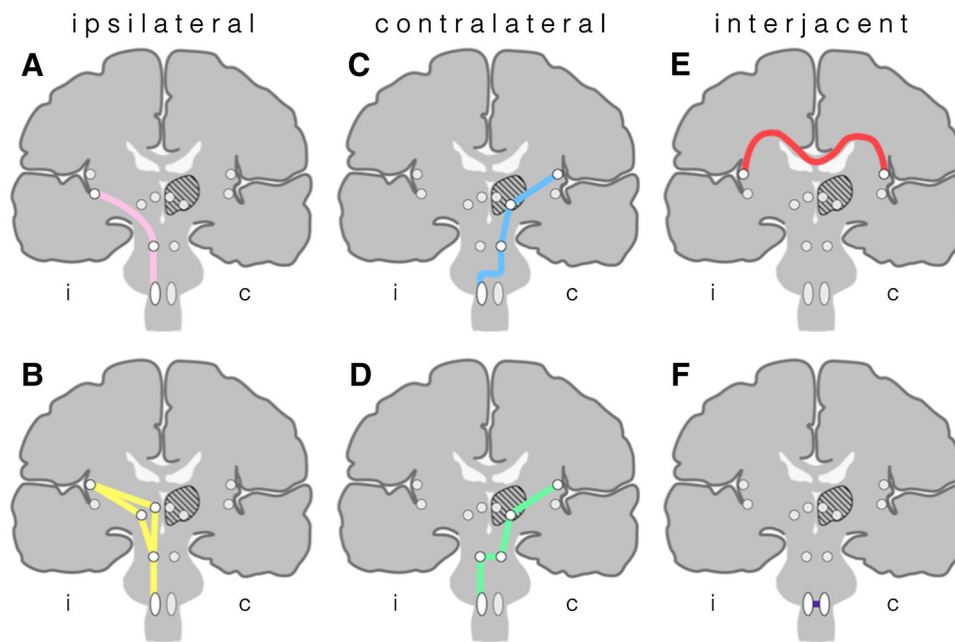 ipsilateral contralateral interjacent
A C E
i c i c i c
B D F
i c i c i c